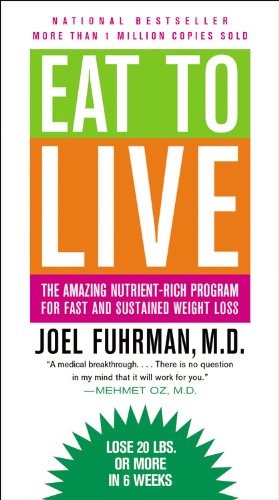 NATIONAL BESTSELLER
MORE THAN 1 MILLION COPIES SOLD
EAT TO
LIVE
THE AMAZING NUTRIENT-RICH PROGRAM
FOR FAST AND SUSTAINED WEIGHT LOSS
JOEL FUHRMAN, M.D.
"A medical breakthrough. . . . There is no question
in my mind that it will work for you."
—MEHMET OZ, M.D.
LOSE 20 LBS.
OR MORE
IN 6 WEEKS